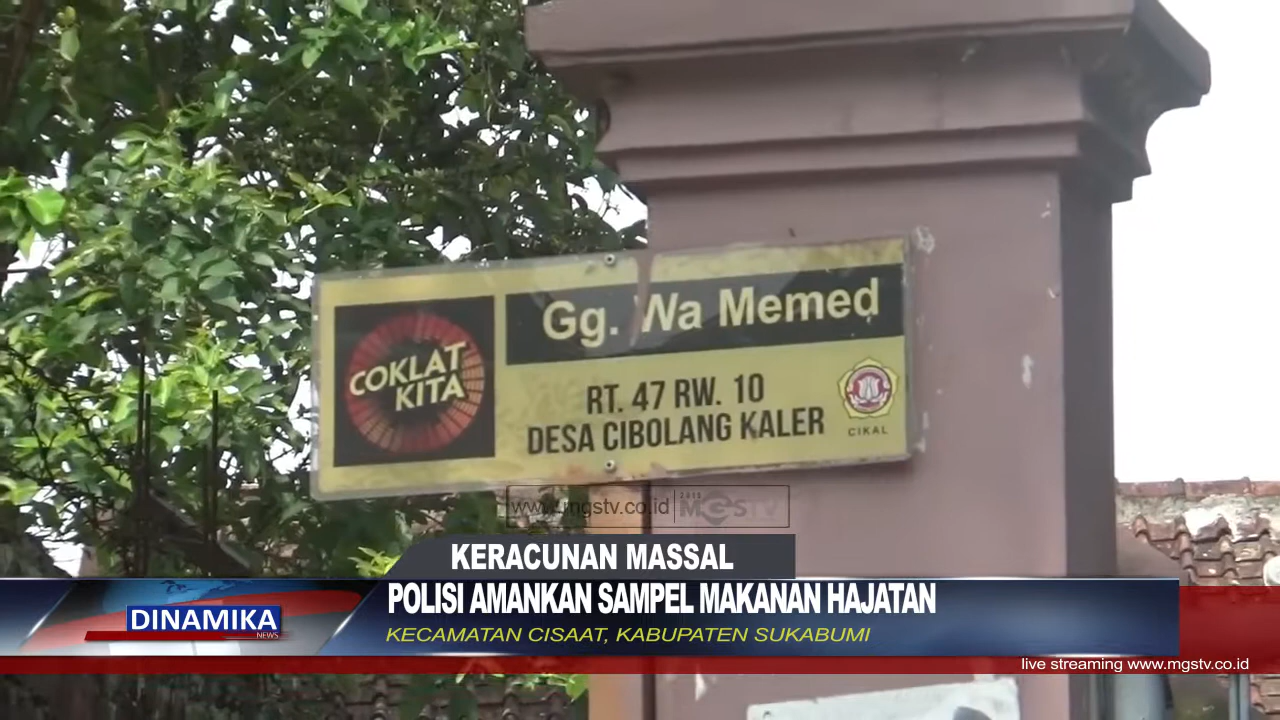 Gg. Wa Memed
COKLAT
KITA
RT. 47 RW. 10
DESA CIBOLANG KALER
CIKAL
www.mgstv.co.id
MGSTV
KERACUNAN MASSAL
POLISI AMANKAN SAMPEL MAKANAN HAJATAN
DINAMIKA
NEWS
KECAMATAN CISAAT, KABUPATEN SUKABUMI
live streaming www.mgstv.co.id